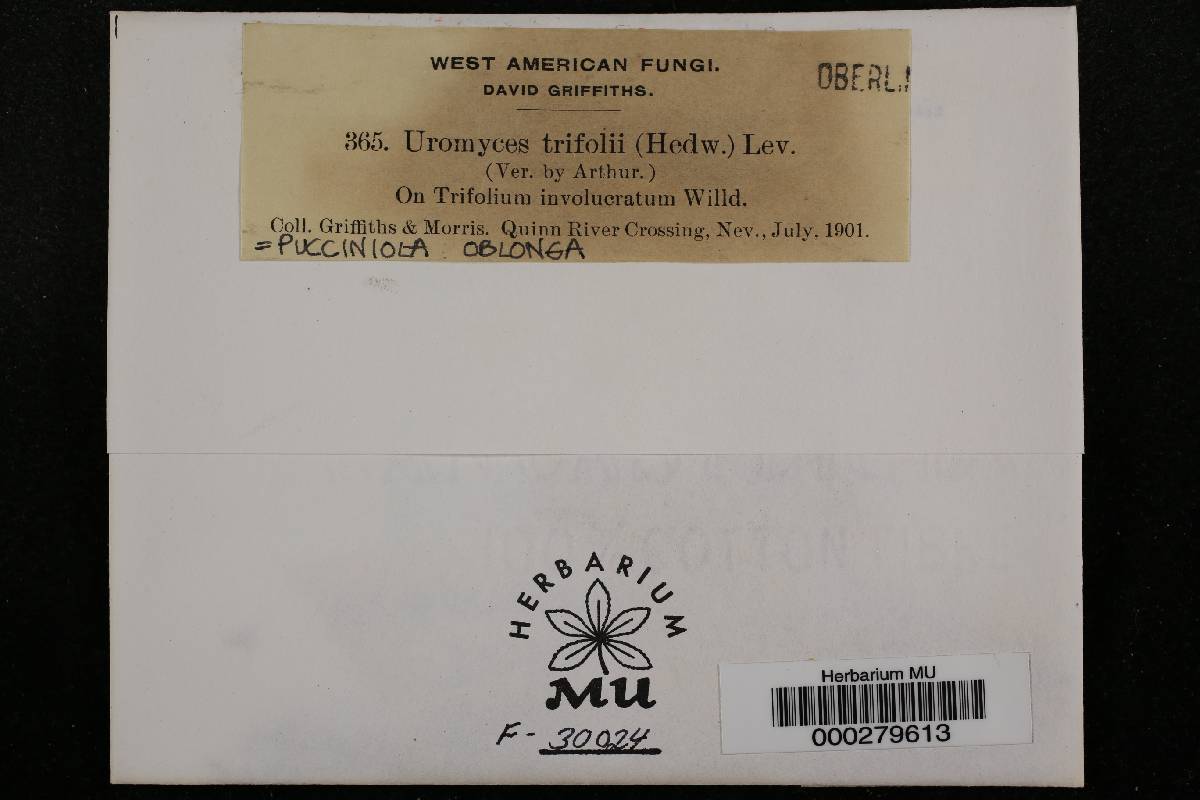 WEST AMERICAN FUNGI.
DAVID GRIFFITHS.
OBERLIN
365. Uromyces trifolii (Hedw.) Lev.
(Ver. by Arthur.)
On Trifolium involucratum Willd.
Coll. Griffiths & Morris. Quinn River Crossing, Nev., July, 1901.
= PUCCINIOLA OBLONGA
HERBARIUM
MU
F- 30024
Herbarium MU
000279613